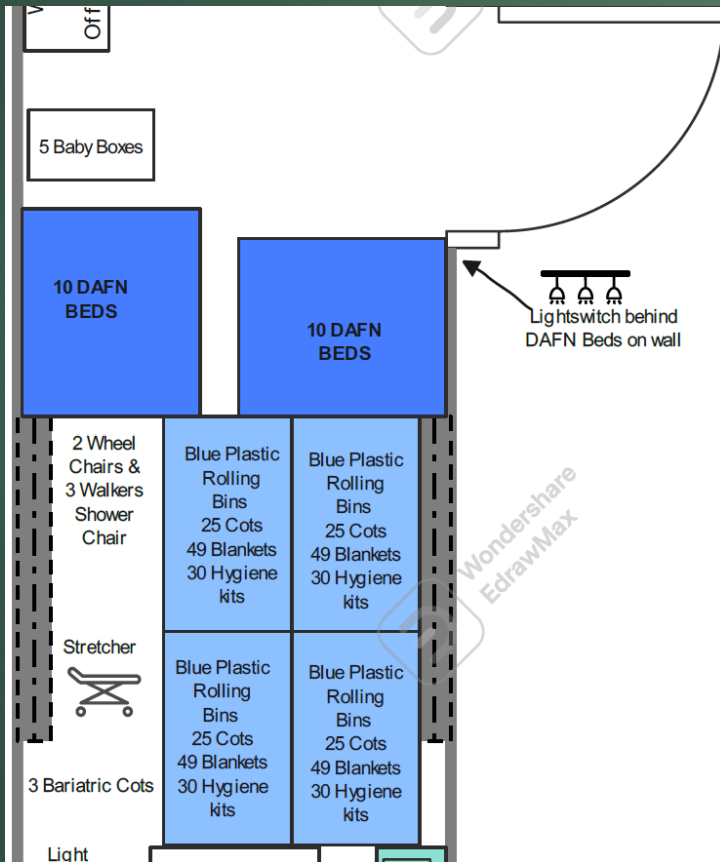 Off
5 Baby Boxes
10 DAFN
BEDS
10 DAFN
BEDS
Lightswitch behind
DAFN Beds on wall
2 Wheel
Chairs &
3 Walkers
Shower
Chair
Blue Plastic
Rolling
Bins
25 Cots
49 Blankets
30 Hygiene
kits
Blue Plastic
Rolling
Bins
25 Cots
49 Blankets
30 Hygiene
kits
Wondershare
EdrawMax
Stretcher
Blue Plastic
Rolling
Bins
25 Cots
49 Blankets
30 Hygiene
kits
Blue Plastic
Rolling
Bins
25 Cots
49 Blankets
30 Hygiene
kits
3 Bariatric Cots
Light